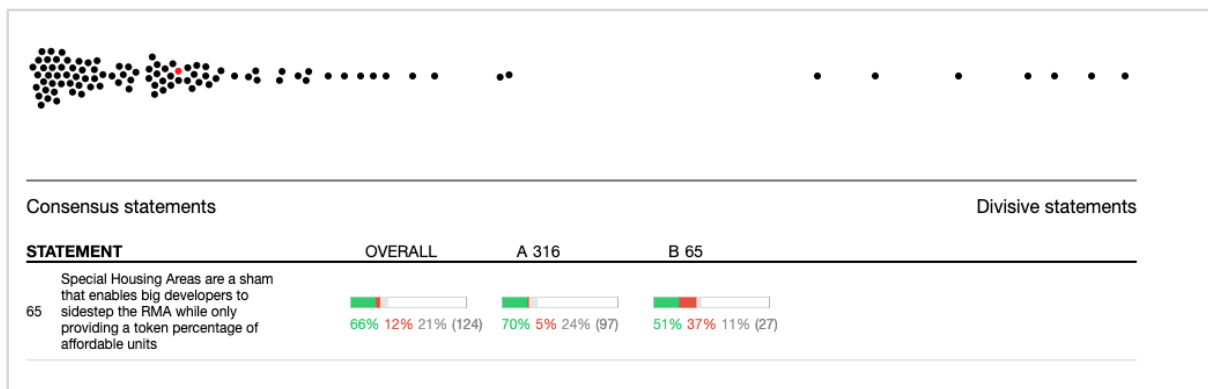 Consensus statements
Divisive statements
STATEMENT OVERALL A 316 B 65
65
Special Housing Areas are a sham
that enables big developers to
sidestep the RMA while only
providing a token percentage of
affordable units
66% 12% 21% (124) 70% 5% 24% (97) 51% 37% 11% (27)